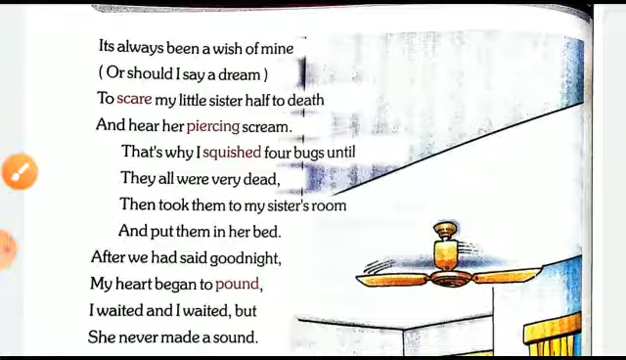 Its always been a wish of mine
( Or should I say a dream )
To scare my little sister half to death
And hear her piercing scream.
That's why I squished four bugs until
They all were very dead,
Then took them to my sister's room
And put them in her bed.
After we had said goodnight,
My heart began to pound,
I waited and I waited, but
She never made a sound.